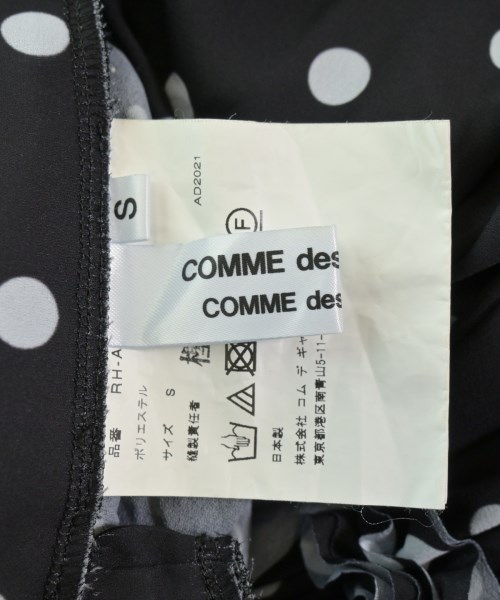 S
COMME des
COMME des
AD2021
品番 RH-A
ポリエステル
サイズ S
縫製責任者
F
日本製
株式会社 コム デ ギャ
東京都港区南青山5-11-